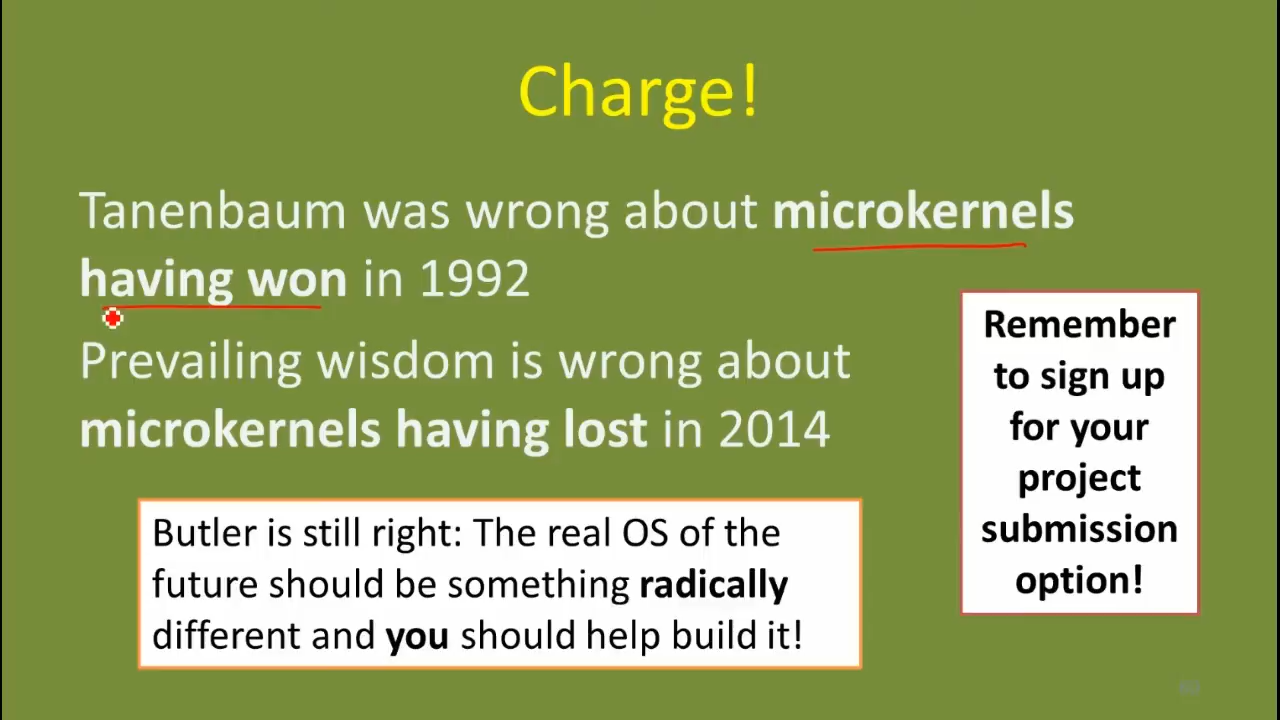 Charge!
Tanenbaum was wrong about microkernels
having won in 1992
Prevailing wisdom is wrong about
microkernels having lost in 2014
Butler is still right: The real OS of the
future should be something radically
different and you should help build it!
Remember
to sign up
for your
project
submission
option!